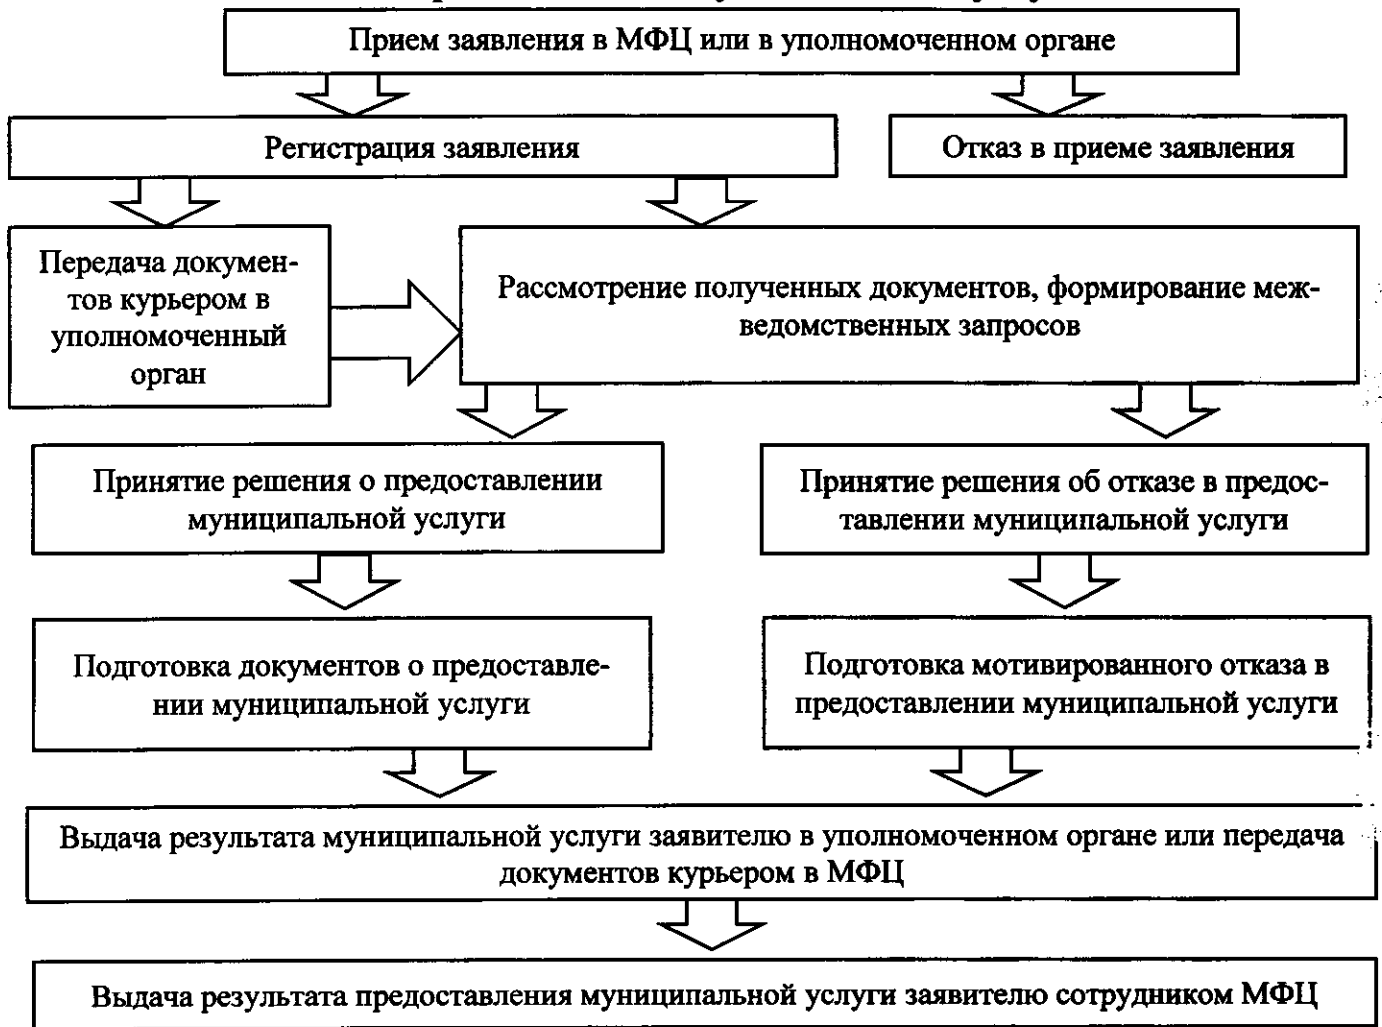 Прием заявления в МФЦ или в уполномоченном органе
Регистрация заявления
Отказ в приеме заявления
Передача докумен-
тов курьером в
уполномоченный
орган
Рассмотрение полученных документов, формирование меж-
ведомственных запросов
Принятие решения о предоставлении
муниципальной услуги
Принятие решения об отказе в предос-
тавлении муниципальной услуги
Подготовка документов о предоставле-
нии муниципальной услуги
Подготовка мотивированного отказа в
предоставлении муниципальной услуги
Выдача результата муниципальной услуги заявителю в уполномоченном органе или передача
документов курьером в МФЦ
Выдача результата предоставления муниципальной услуги заявителю сотрудником МФЦ